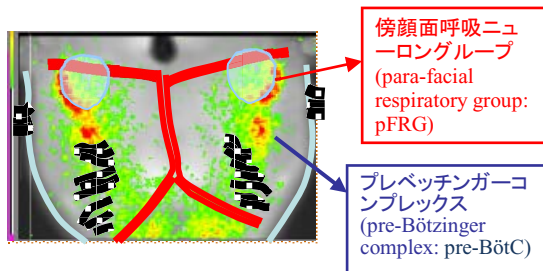 傍顔面呼吸ニュ
ーロングループ
(para-facial
respiratory group:
pFRG)
プレベッチンガーコ
ンプレックス
(pre-Bötzinger
complex: pre-BötC)